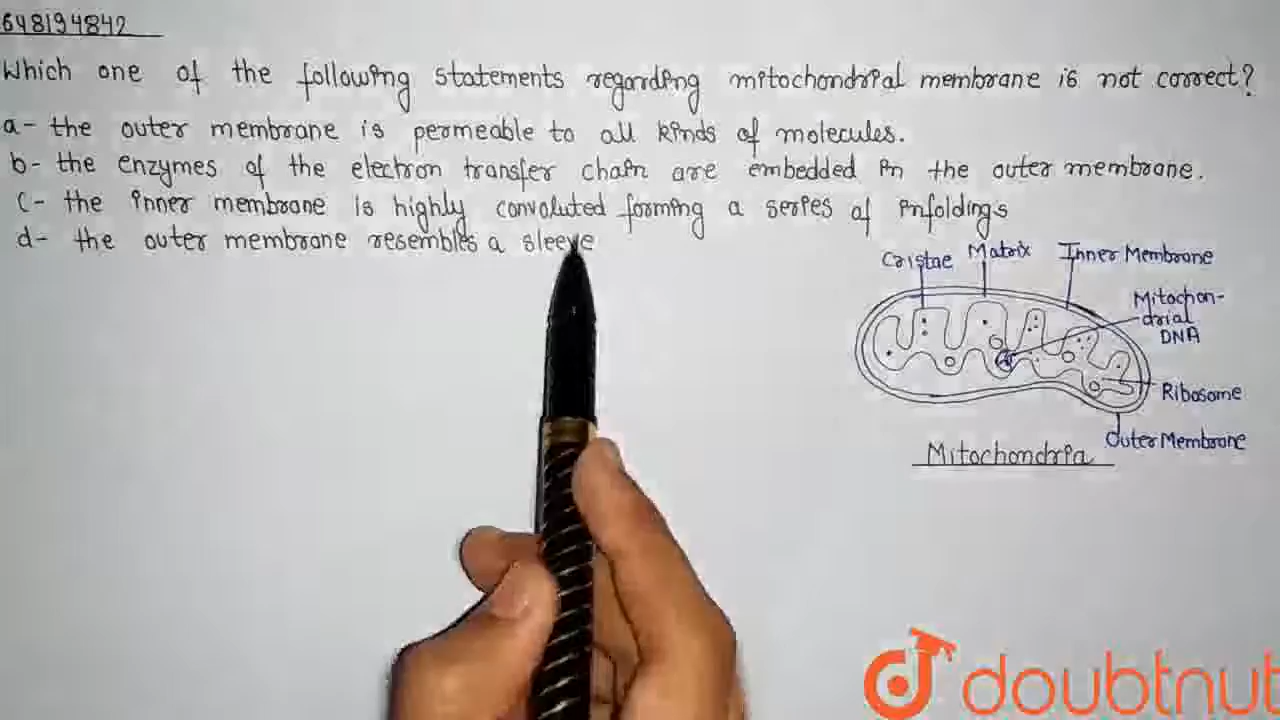 648194842
Which one of the following statements regarding mitochondrial membrane is not correct?
a- the outer membrane is permeable to all kinds of molecules.
b- the enzymes of the electron transfer chain are embedded in the outer membrane.
c- the inner membrane is highly convoluted forming a series of infoldings
d- the outer membrane resembles a sleeve
Cristae Matrix Inner Membrane
Mitochon-
drial
DNA
Ribosome
Outer Membrane
Mitochondria
doubtnut